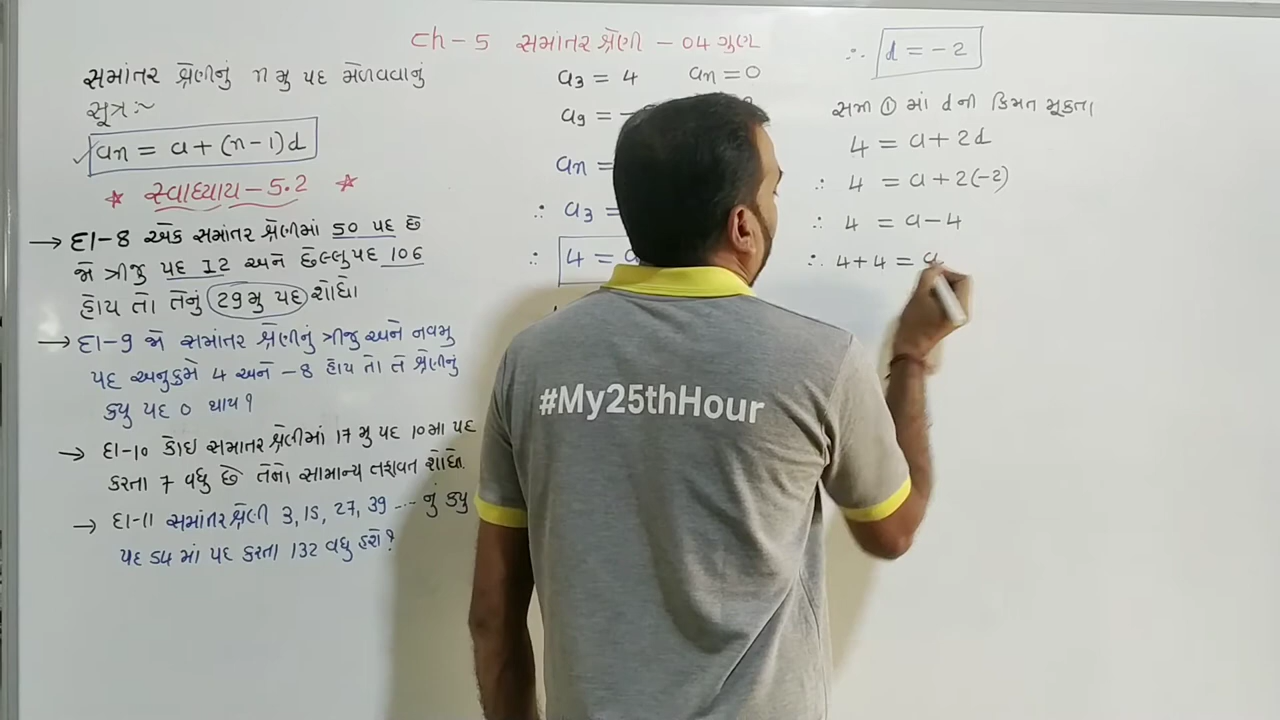 Ch-5 સમાંતર શ્રેણી - 04 ગુણ
સમાંતર શ્રેણીનું n મુ પદ મેળવવાનું
સૂત્ર:-
an = a + (n-1)d
* સ્વાધ્યાય-5.2 *
→ દા-8 એક સમાંતર શ્રેણીમાં 50 પદ છે
જો ત્રીજુ પદ 12 અને છેલ્લુ પદ 106
હોય તો તેનું 29મુ પદ શોધો
→ દા-9 જો સમાંતર શ્રેણીનું ત્રીજુ અને નવમુ
પદ અનુક્રમે 4 અને -8 હોય તો તે શ્રેણીનું
કયુ પદ 0 થાય?
→ દા-10 કોઇ સમાંતર શ્રેણીમાં 17 મુ પદ 10 મા પદ
કરતા 7 વધુ છે તેનો સામાન્ય તફાવત શોધો.
→ દા-11 સમાંતર શ્રેણી 3, 15, 27, 39 ... નું કયુ
પદ 54 માં પદ કરતા 132 વધુ હશે?
a3 = 4 an = 0
a9 = -
an =
∴ a3 =
∴ 4 = a
∴ d = -2
સમી ① માં d ની કિંમત મૂકતા
4 = a + 2d
∴ 4 = a + 2(-2)
∴ 4 = a - 4
∴ 4+4 = a
#My25thHour